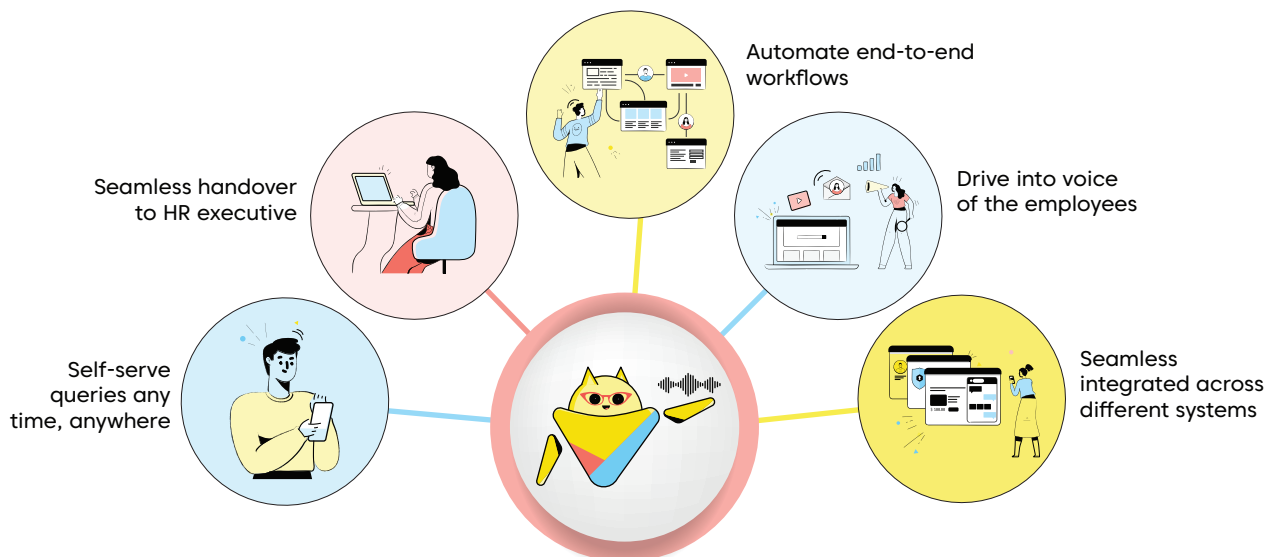 Automate end-to-end
workflows
Seamless handover
to HR executive
Drive into voice
of the employees
Self-serve
queries any
time, anywhere
Seamless
integrated across
different systems